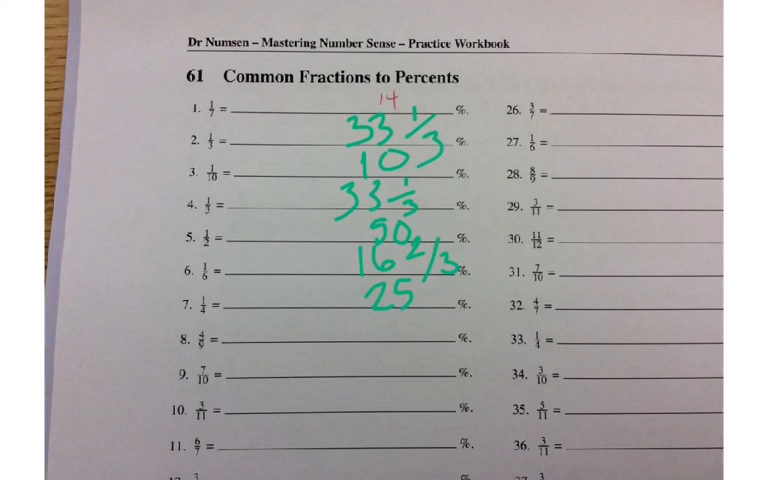 Dr Numsen – Mastering Number Sense – Practice Workbook
61 Common Fractions to Percents
1. 1/7 = 14 %.
2. 1/3 = 33 1/3 %.
3. 1/10 = 10 %.
4. 1/3 = 33 1/3 %.
5. 1/2 = 50 %.
6. 1/6 = 16 2/3 %.
7. 1/4 = 25 %.
8. 4/9 = %.
9. 7/10 = %.
10. 3/11 = %.
11. 6/7 = %.
26. 3/7 =
27. 1/6 =
28. 8/9 =
29. 3/11 =
30. 11/12 =
31. 7/10 =
32. 4/7 =
33. 1/4 =
34. 3/10 =
35. 5/11 =
36. 3/11 =